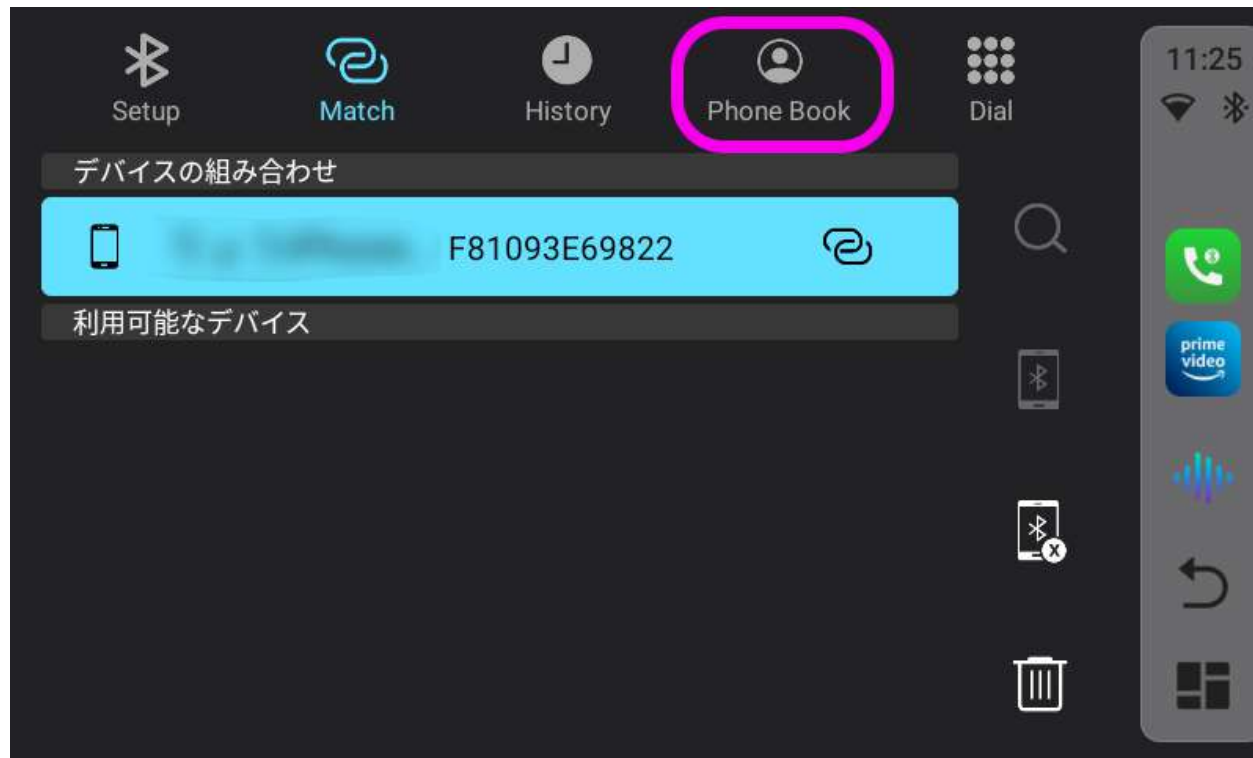 Setup
Match
History
Phone Book
Dial
11:25
デバイスの組み合わせ
F81093E69822
利用可能なデバイス
prime
video
X